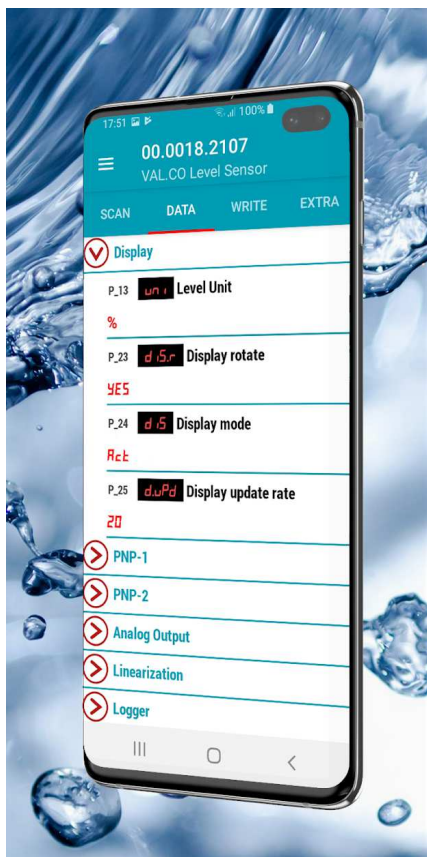 17:51 100%
00.0018.2107
VAL.CO Level Sensor
SCAN DATA WRITE EXTRA
Display
P_13 uni Level Unit
%
P_23 diS.r Display rotate
YES
P_24 diS Display mode
Act
P_25 d.uPd Display update rate
20
PNP-1
PNP-2
Analog Output
Linearization
Logger